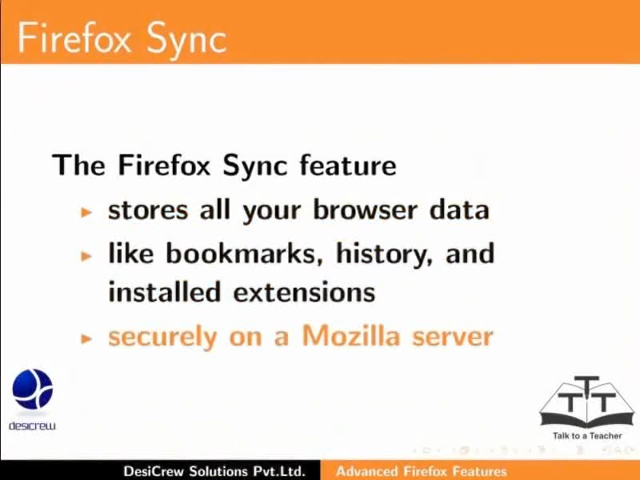 Firefox Sync
The Firefox Sync feature
stores all your browser data
like bookmarks, history, and
installed extensions
securely on a Mozilla server
desicrew
TTT
Talk to a Teacher
DesiCrew Solutions Pvt.Ltd. Advanced Firefox Features